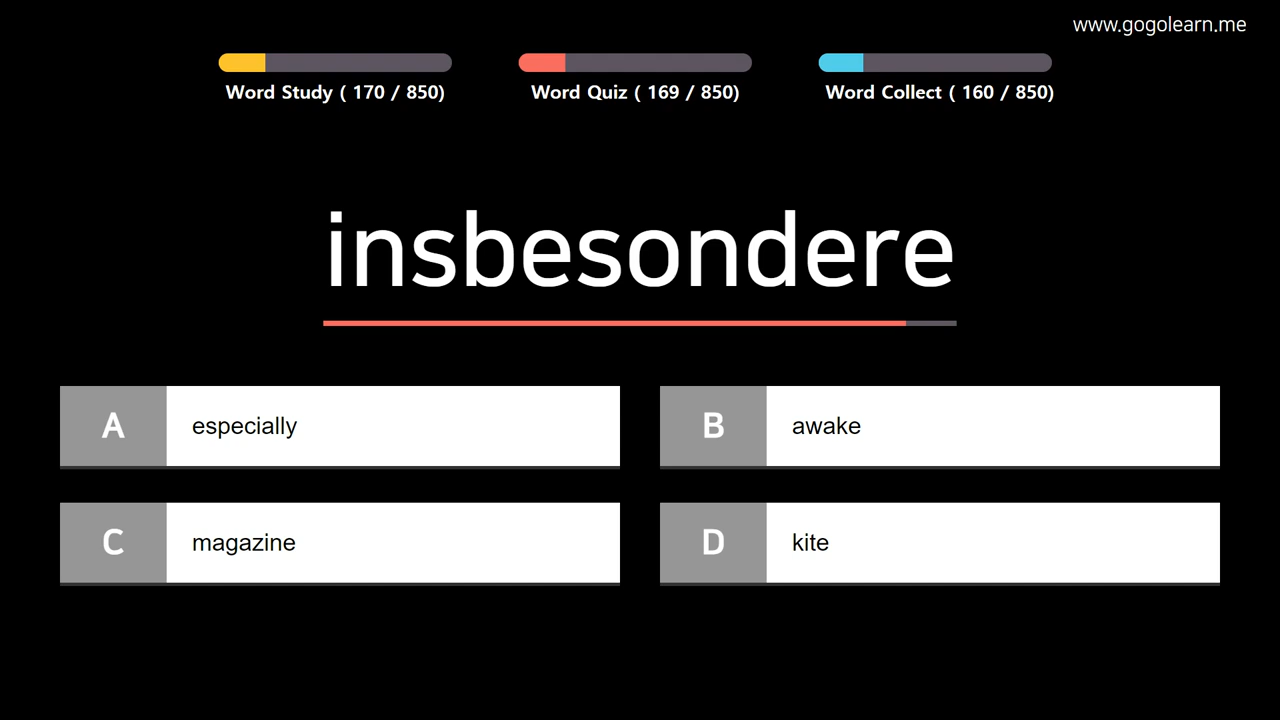 www.gogolearn.me
Word Study ( 170 / 850)
Word Quiz ( 169 / 850)
Word Collect ( 160 / 850)
insbesondere
A especially
B awake
C magazine
D kite